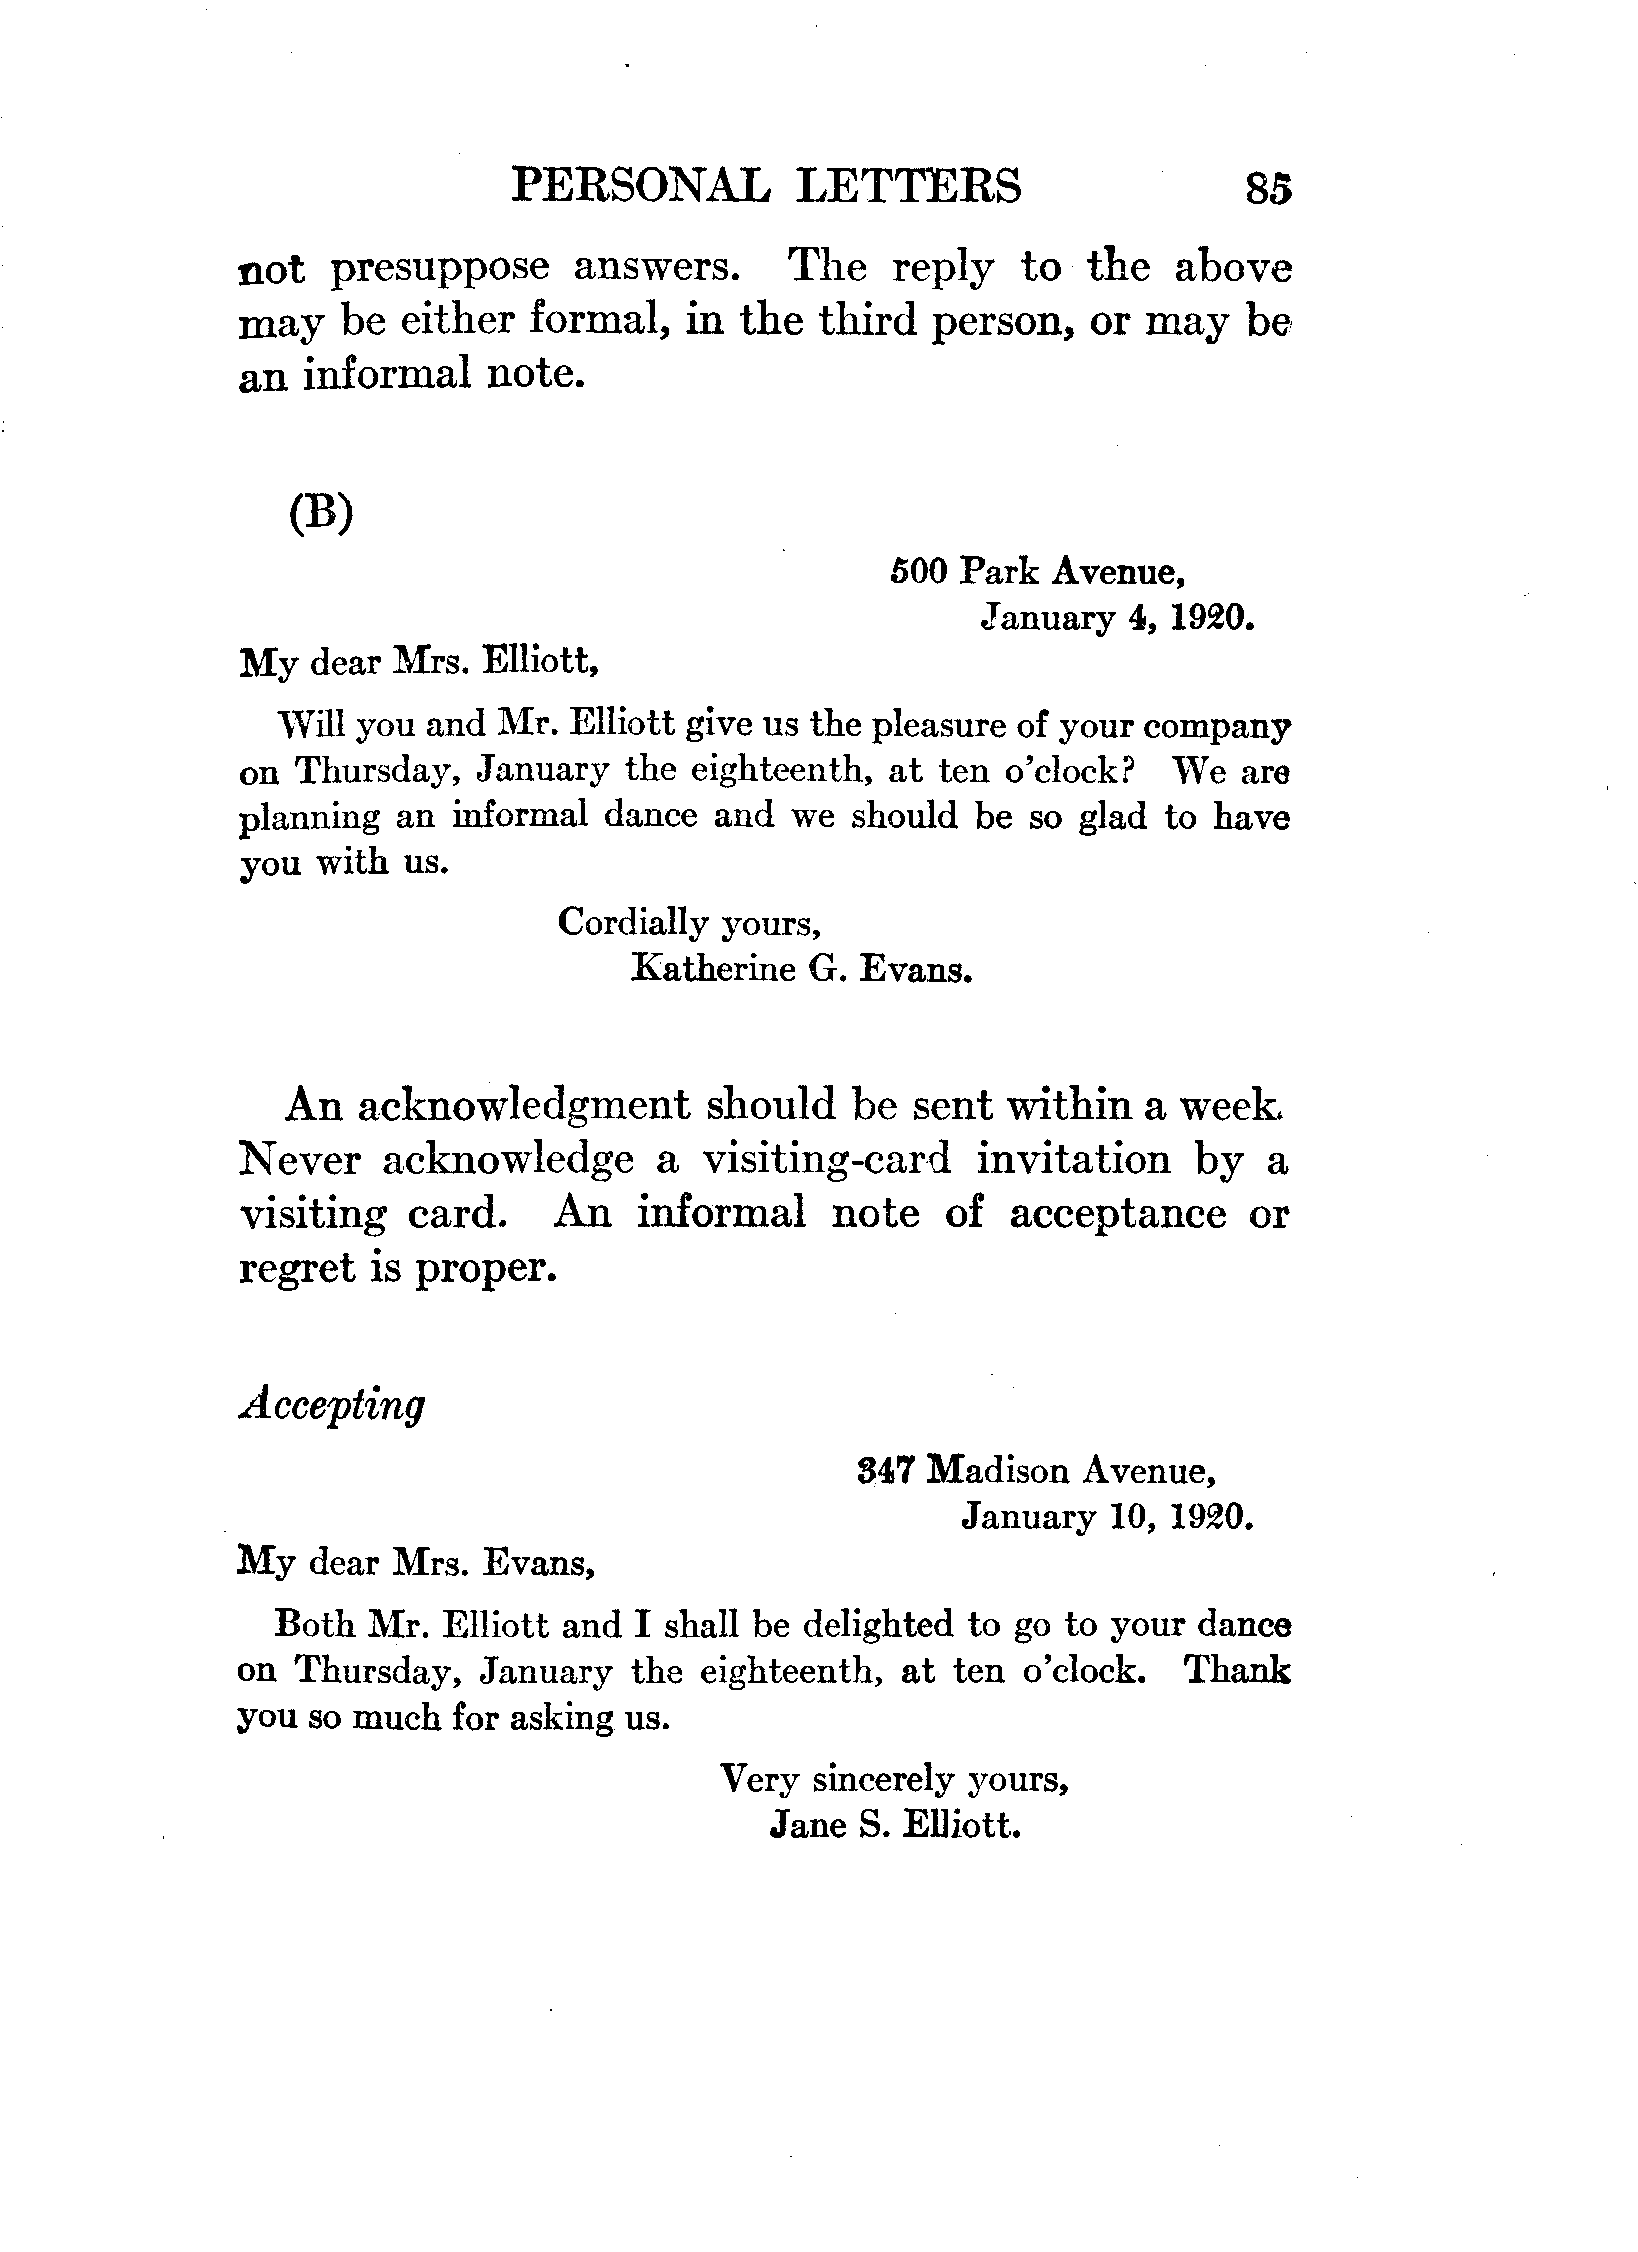 PERSONAL LETTERS 85
not presuppose answers. The reply to the above
may be either formal, in the third person, or may be
an informal note.
(B)
500 Park Avenue,
January 4, 1920.
My dear Mrs. Elliott,
Will you and Mr. Elliott give us the pleasure of your company
on Thursday, January the eighteenth, at ten o'clock? We are
planning an informal dance and we should be so glad to have
you with us.
Cordially yours,
Katherine G. Evans.
An acknowledgment should be sent within a week.
Never acknowledge a visiting-card invitation by a
visiting card. An informal note of acceptance or
regret is proper.
Accepting
347 Madison Avenue,
January 10, 1920.
My dear Mrs. Evans,
Both Mr. Elliott and I shall be delighted to go to your dance
on Thursday, January the eighteenth, at ten o'clock. Thank
you so much for asking us.
Very sincerely yours,
Jane S. Elliott.